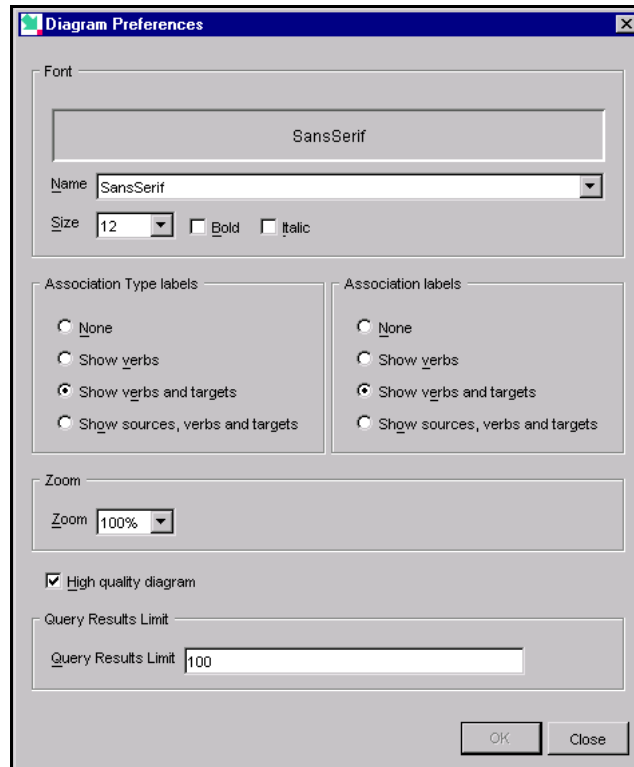 Diagram Preferences
Font
SansSerif
Name SansSerif
Size 12 Bold Italic
Association Type labels Association labels
None None
Show verbs Show verbs
Show verbs and targets Show verbs and targets
Show sources, verbs and targets Show sources, verbs and targets
Zoom
Zoom 100%
High quality diagram
Query Results Limit
Query Results Limit 100
OK Close